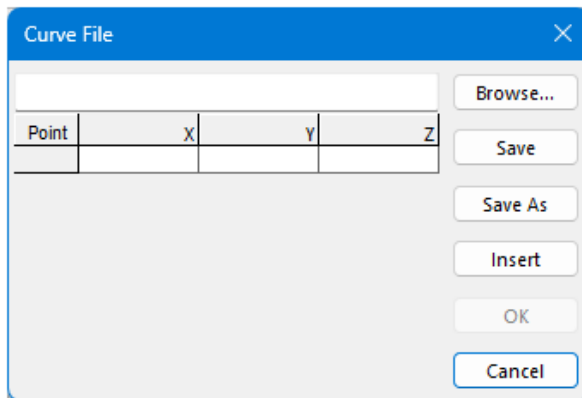 Curve File
Browse...
Point X Y Z
Save
Save As
Insert
OK
Cancel